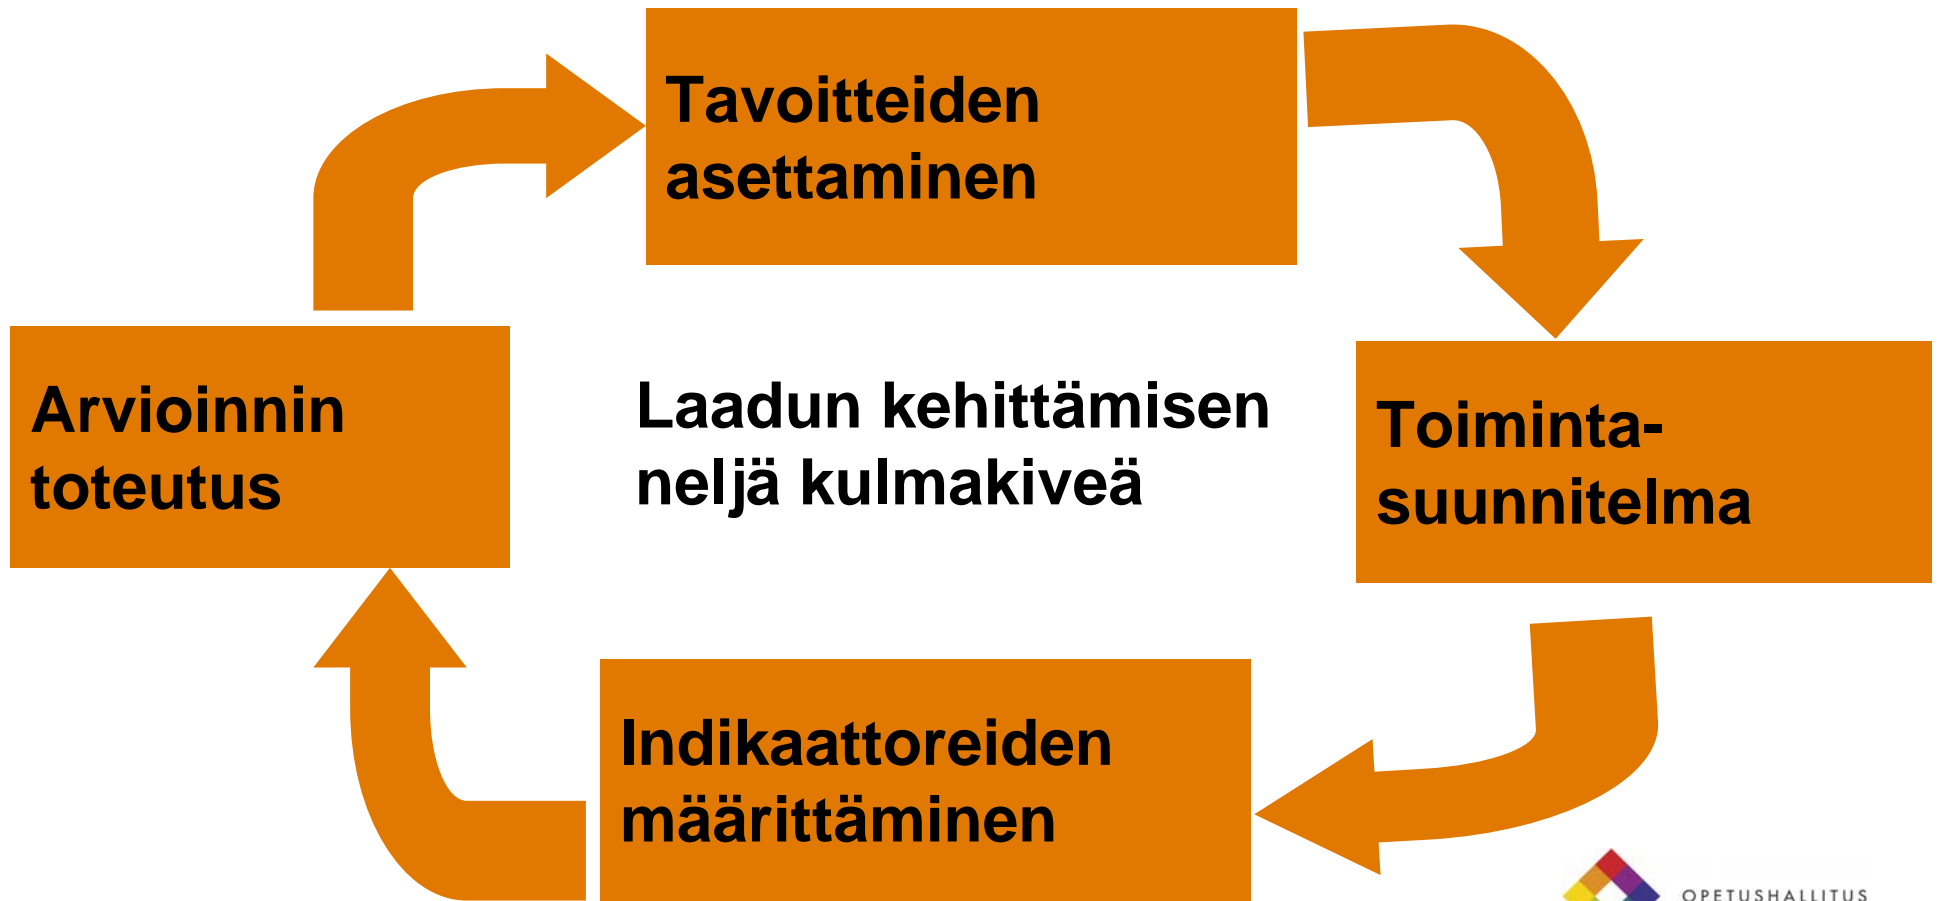 Tavoitteiden
asettaminen
Arvioinnin
toteutus
Laadun kehittämisen
neljä kulmakiveä
Toiminta-
suunnitelma
Indikaattoreiden
määrittäminen
OPETUSHALLITUS